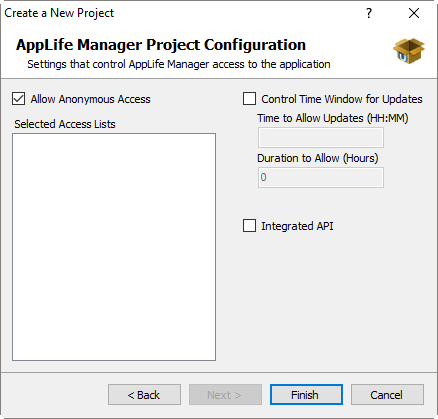 Create a New Project
?
AppLife Manager Project Configuration
Settings that control AppLife Manager access to the application
Allow Anonymous Access
Selected Access Lists
Control Time Window for Updates
Time to Allow Updates (HH:MM)
Duration to Allow (Hours)
0
Integrated API
< Back
Next >
Finish
Cancel